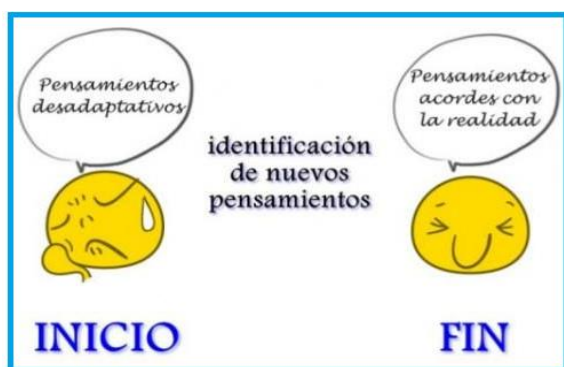 Pensamientos
desadaptativos
Pensamientos
acordes con
la realidad
identificación
de nuevos
pensamientos
INICIO
FIN